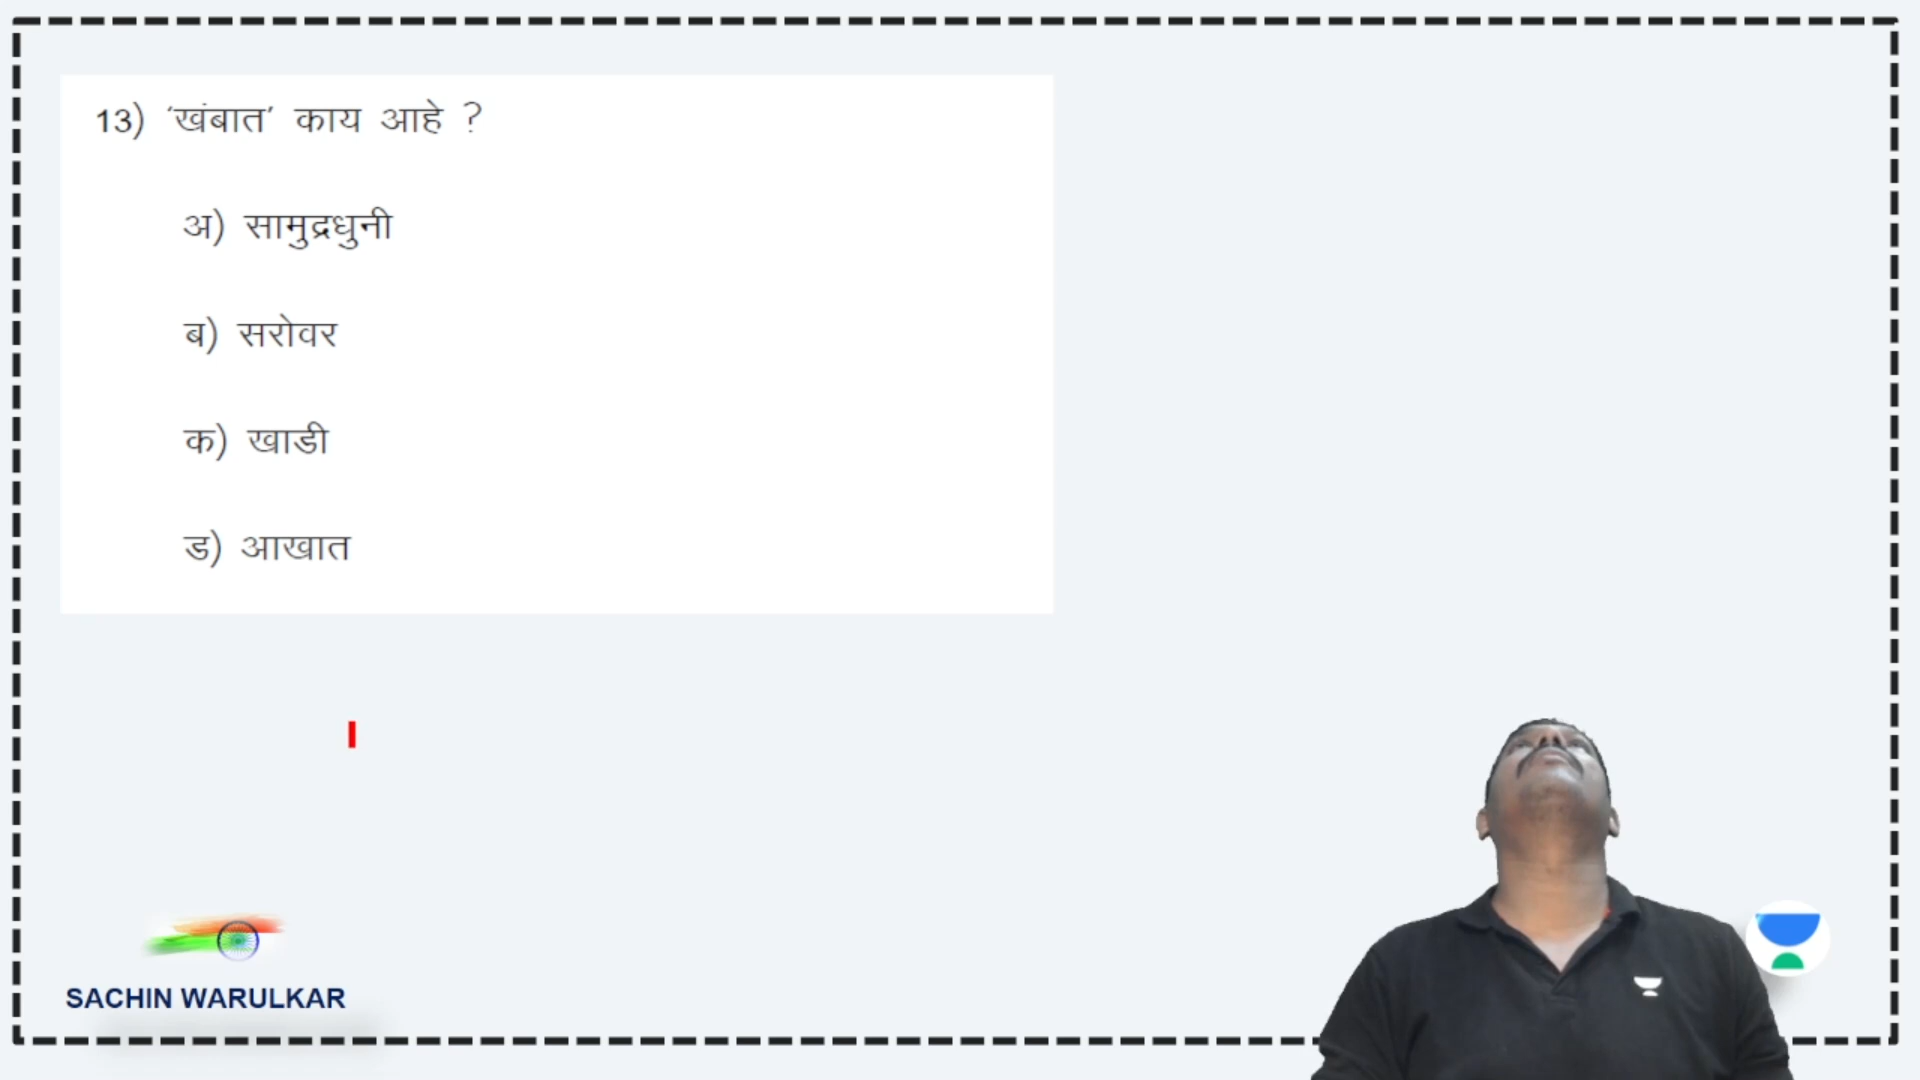 13) ‘खंबात’ काय आहे ?
अ) सामुद्रधुनी
ब) सरोवर
क) खाडी
ड) आखात
SACHIN WARULKAR